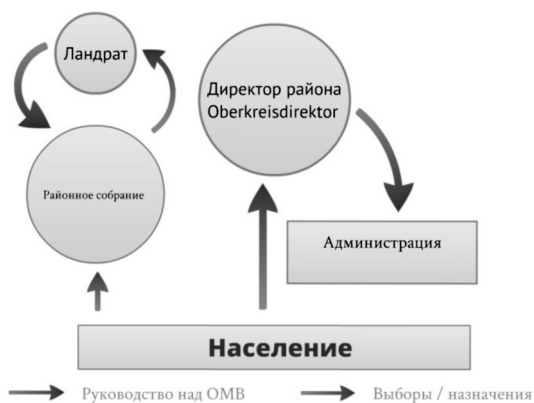 Ландрат
Директор района
Oberkreisdirektor
Районное собрание
Администрация
Население
Руководство над ОМВ
Выборы / назначения